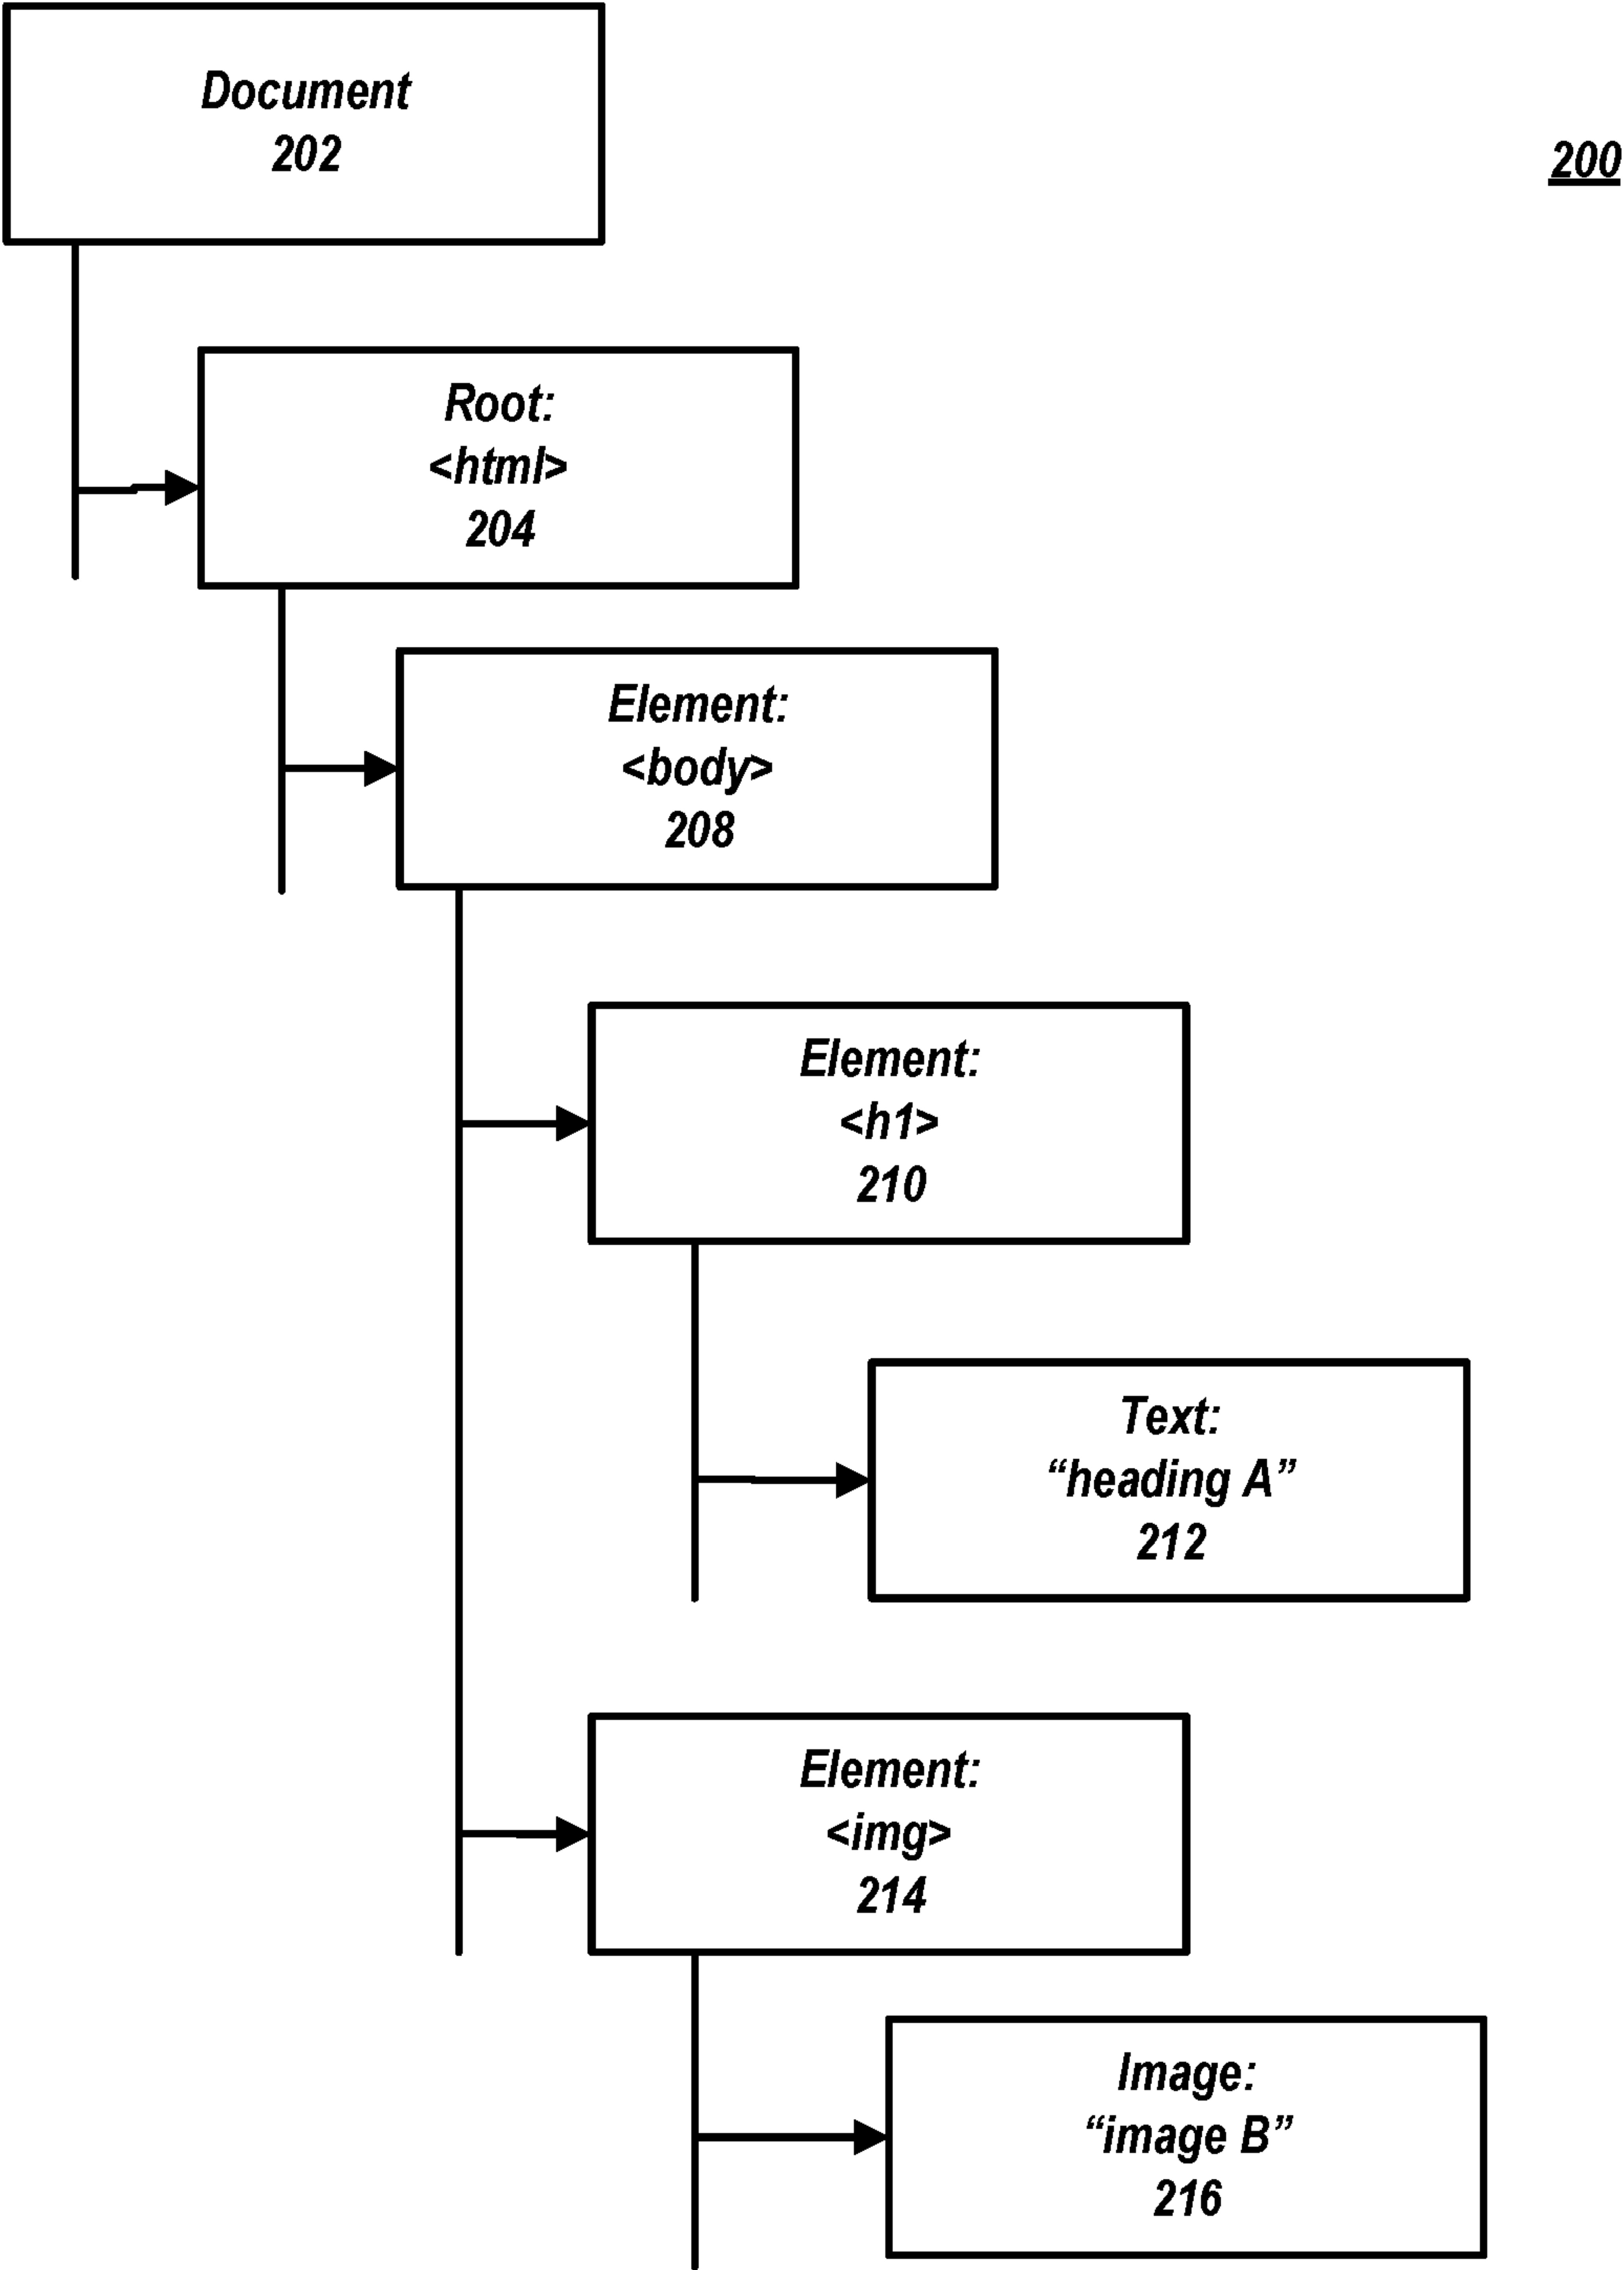 Document
202
200
Root:
<html>
204
Element:
<body>
208
Element:
<h1>
210
Text:
“heading A”
212
Element:
<img>
214
Image:
“image B”
216